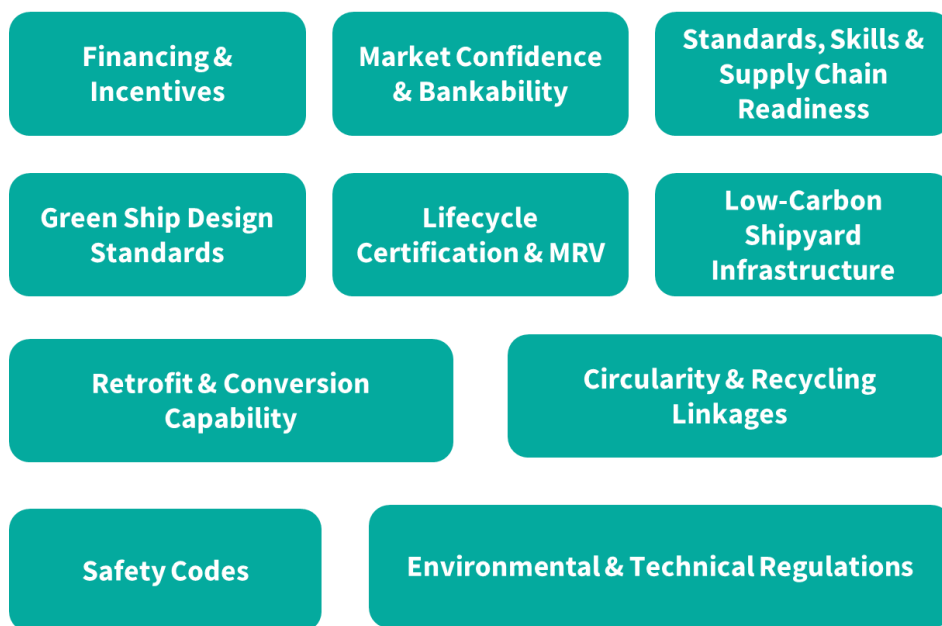 Financing &
Incentives
Market Confidence
& Bankability
Standards, Skills &
Supply Chain
Readiness
Green Ship Design
Standards
Lifecycle
Certification & MRV
Low-Carbon
Shipyard
Infrastructure
Retrofit & Conversion
Capability
Circularity & Recycling
Linkages
Safety Codes
Environmental & Technical Regulations